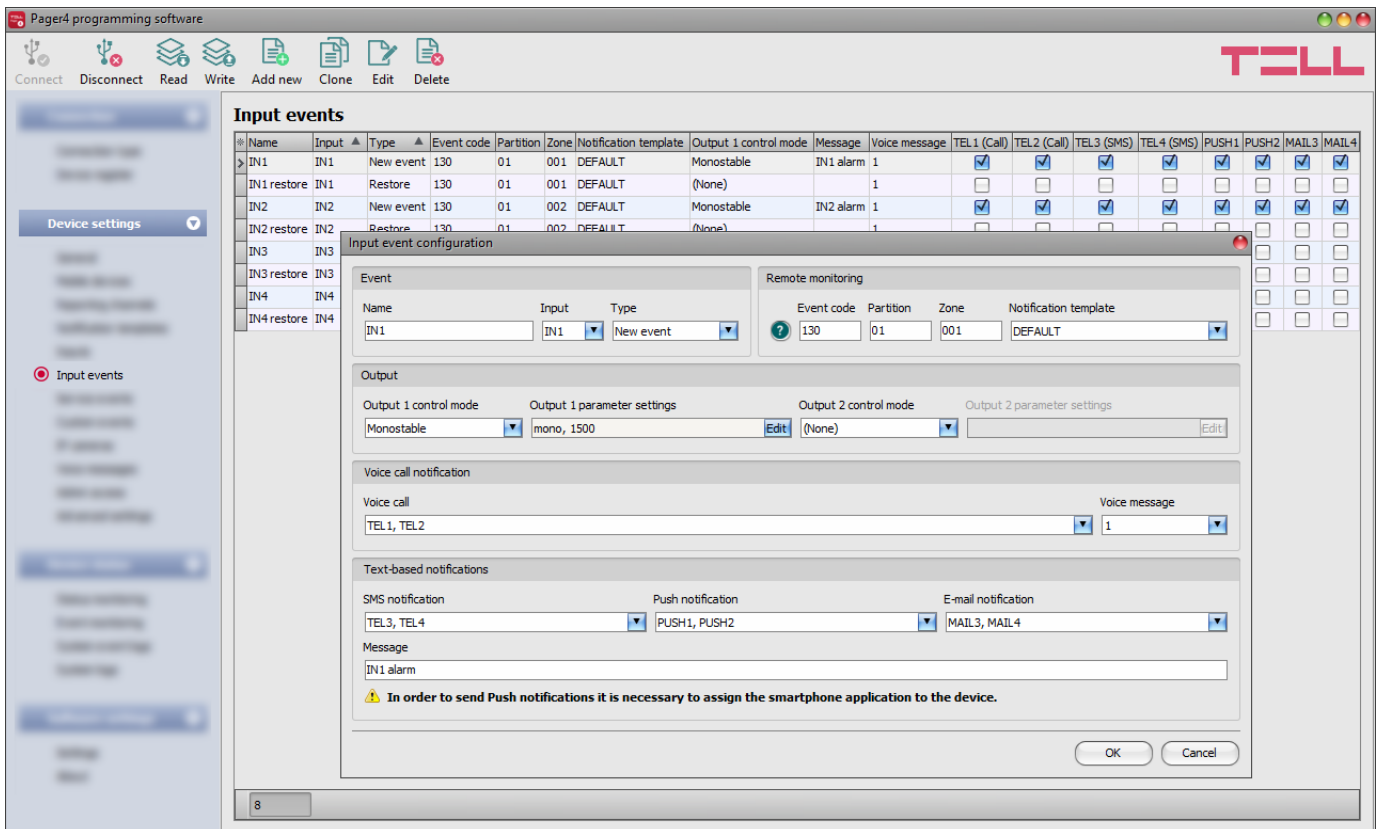 Pager4 programming software
Connect Disconnect Read Write Add new Clone Edit Delete
TELL
Device settings
Input events
Input events
Name Input Type Event code Partition Zone Notification template Output 1 control mode Message Voice message TEL1 (Call) TEL2 (Call) TEL3 (SMS) TEL4 (SMS) PUSH1 PUSH2 MAIL3 MAIL4
IN1 IN1 New event 130 01 001 DEFAULT Monostable IN1 alarm 1
IN1 restore IN1 Restore 130 01 001 DEFAULT (None) 1
IN2 IN2 New event 130 01 002 DEFAULT Monostable IN2 alarm 1
IN2 restore IN2 Restore 130 01 002 DEFAULT (None) 1
IN3 IN3
IN3 restore IN3
IN4 IN4
IN4 restore IN4
Input event configuration
Event
Name Input Type
IN1 IN1 New event
Remote monitoring
Event code Partition Zone Notification template
? 130 01 001 DEFAULT
Output
Output 1 control mode Output 1 parameter settings Output 2 control mode Output 2 parameter settings
Monostable mono, 1500 Edit (None) Edit
Voice call notification
Voice call Voice message
TEL1, TEL2 1
Text-based notifications
SMS notification Push notification E-mail notification
TEL3, TEL4 PUSH1, PUSH2 MAIL3, MAIL4
Message
IN1 alarm
In order to send Push notifications it is necessary to assign the smartphone application to the device.
OK Cancel
8